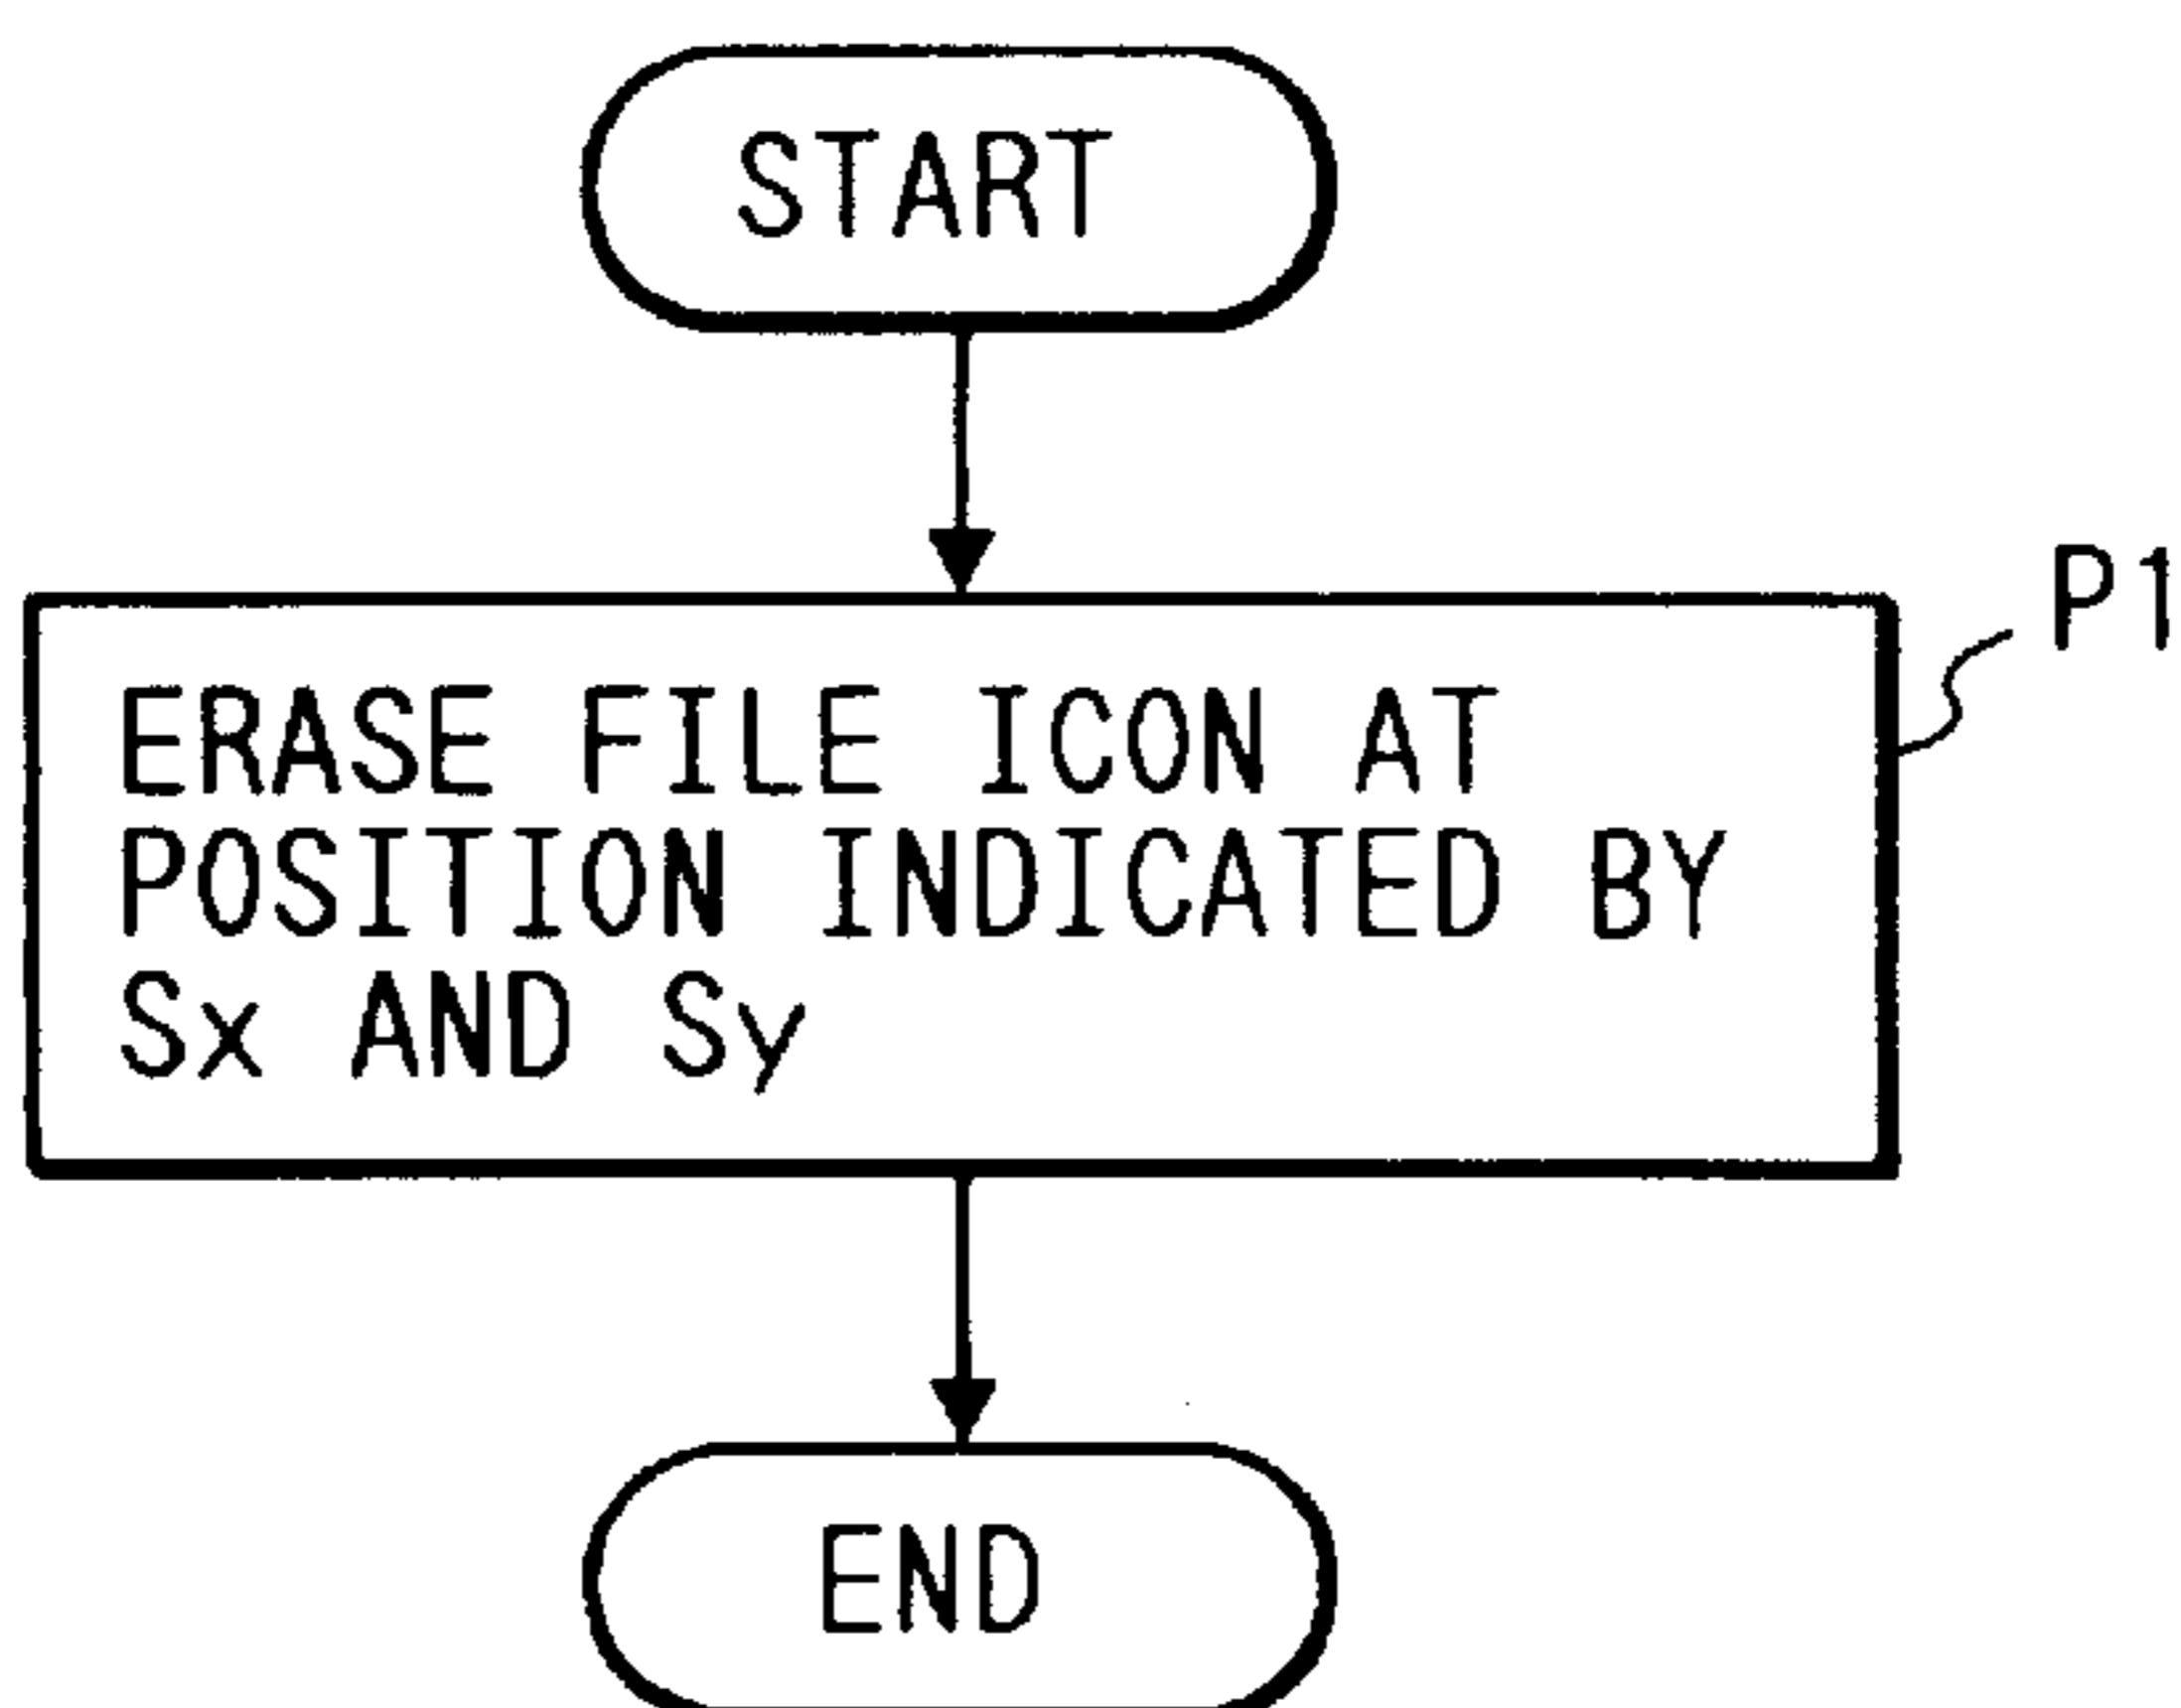 START
P1
ERASE FILE ICON AT
POSITION INDICATED BY
Sx AND Sy
END